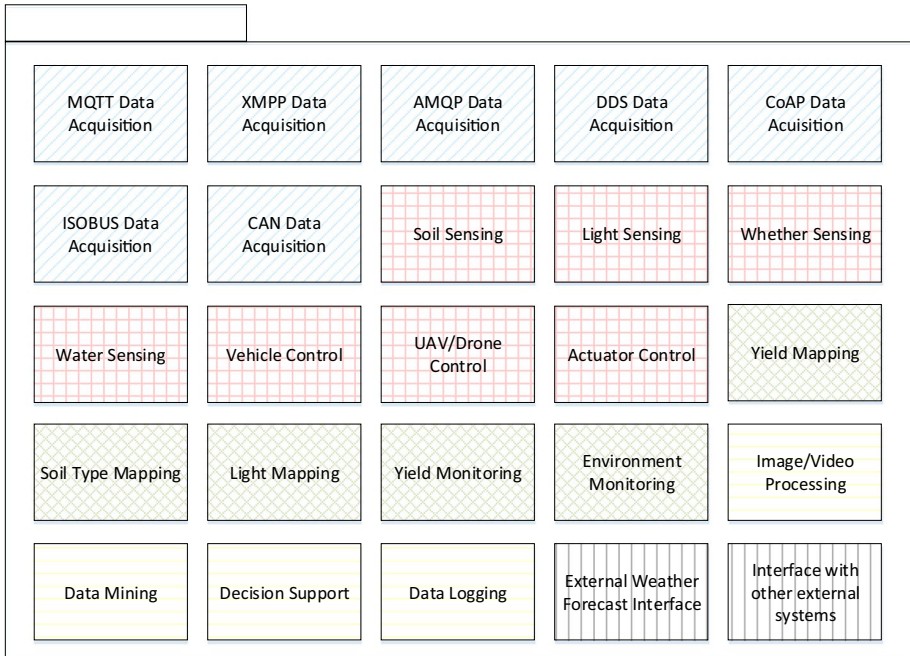 MQTT Data
Acquisition
XMPP Data
Acquisition
AMQP Data
Acquisition
DDS Data
Acquisition
CoAP Data
Acuisition
ISOBUS Data
Acquisition
CAN Data
Acquisition
Soil Sensing
Light Sensing
Whether Sensing
Water Sensing
Vehicle Control
UAV/Drone
Control
Actuator Control
Yield Mapping
Soil Type Mapping
Light Mapping
Yield Monitoring
Environment
Monitoring
Image/Video
Processing
Data Mining
Decision Support
Data Logging
External Weather
Forecast Interface
Interface with
other external
systems